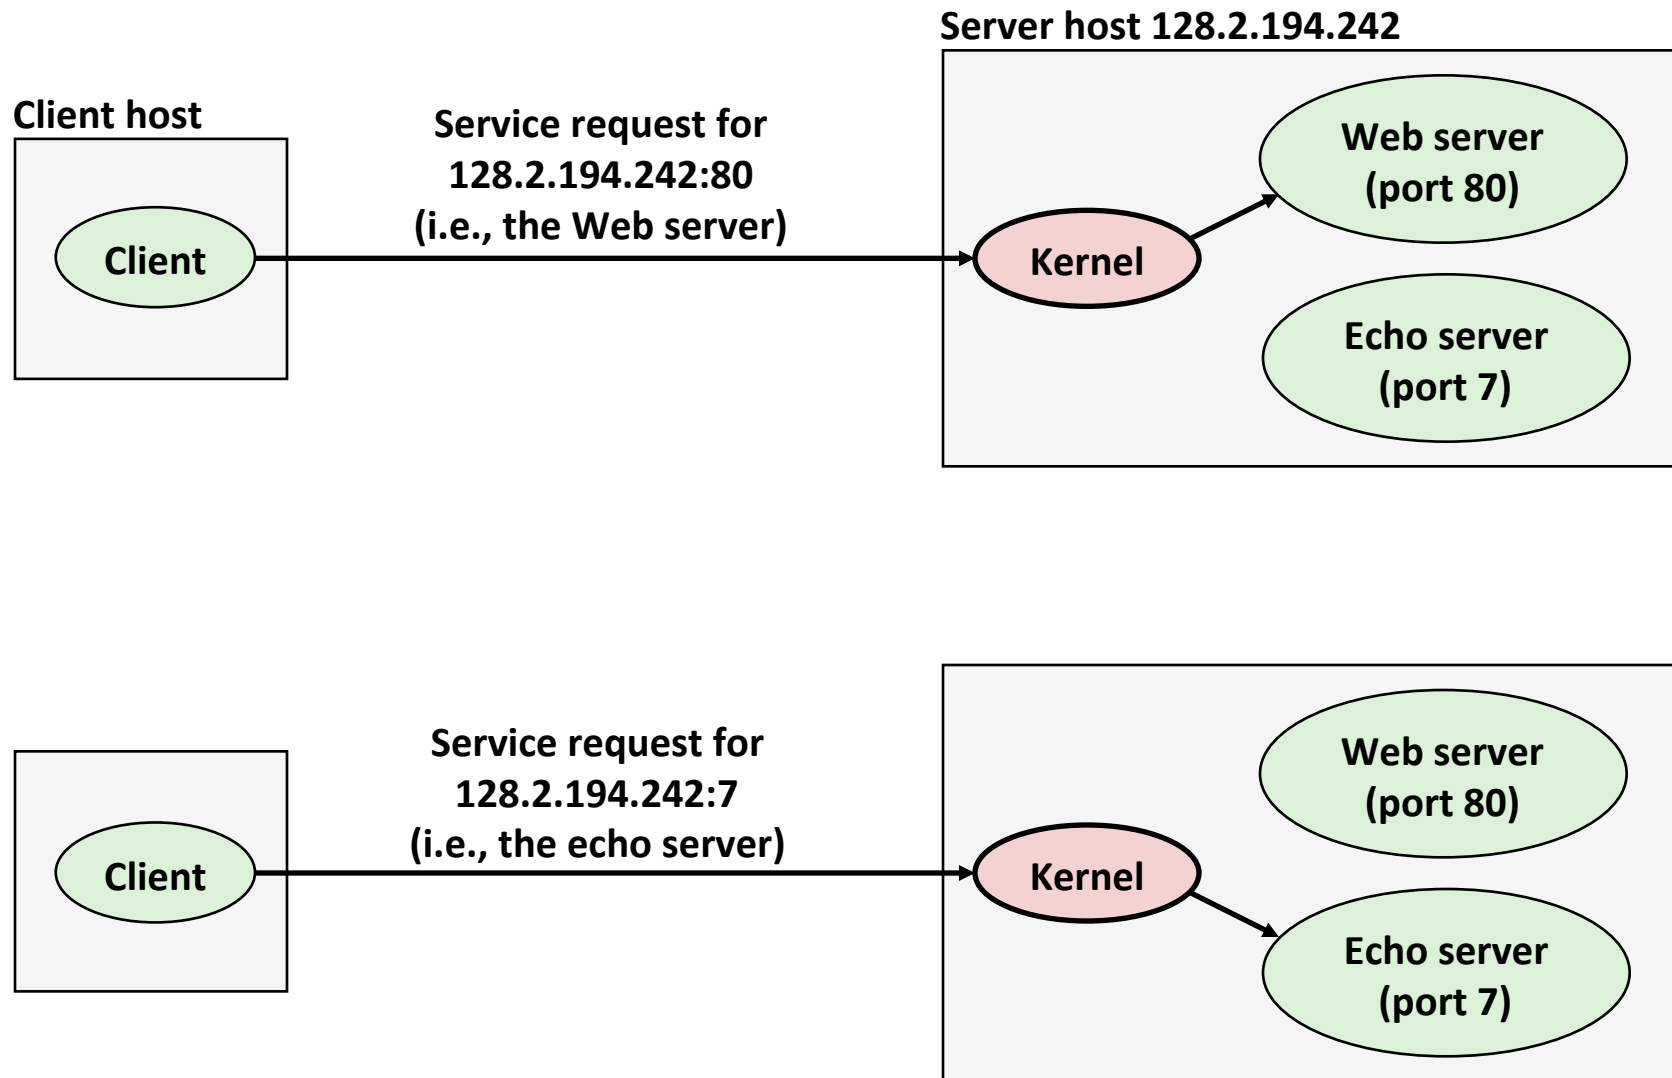 Server host 128.2.194.242
Client host
Service request for
128.2.194.242:80
(i.e., the Web server)
Client
Kernel
Web server
(port 80)
Echo server
(port 7)
Service request for
128.2.194.242:7
(i.e., the echo server)
Client
Kernel
Web server
(port 80)
Echo server
(port 7)